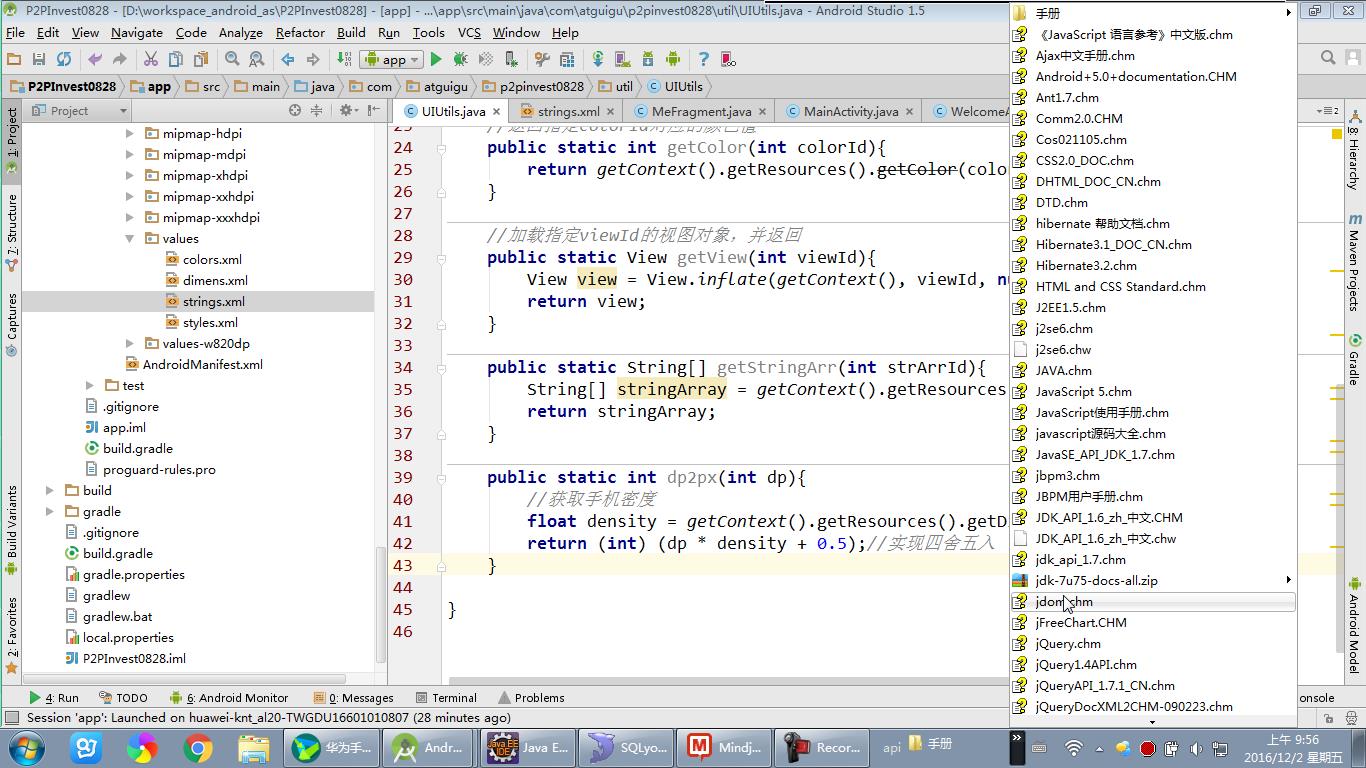 P2PInvest0828 - [D:\workspace_android_as\P2PInvest0828] - [app] - ...\app\src\main\java\com\atguigu\p2pinvest0828\util\UIUtils.java - Android Studio 1.5
File Edit View Navigate Code Analyze Refactor Build Run Tools VCS Window Help
app
P2PInvest0828 app src main java com atguigu p2pinvest0828 util UIUtils
Project
UIUtils.java strings.xml MeFragment.java MainActivity.java WelcomeA
1: Project
7: Structure
Captures
Build Variants
2: Favorites
mipmap-hdpi
mipmap-mdpi
mipmap-xhdpi
mipmap-xxhdpi
mipmap-xxxhdpi
values
colors.xml
dimens.xml
strings.xml
styles.xml
values-w820dp
AndroidManifest.xml
test
.gitignore
app.iml
build.gradle
proguard-rules.pro
build
gradle
.gitignore
build.gradle
gradle.properties
gradlew
gradlew.bat
local.properties
P2PInvest0828.iml
23 //返回指定colorId对应的颜色值
24 public static int getColor(int colorId){
25 return getContext().getResources().getColor(colo
26 }
27
28 //加载指定viewId的视图对象，并返回
29 public static View getView(int viewId){
30 View view = View.inflate(getContext(), viewId, nu
31 return view;
32 }
33
34 public static String[] getStringArr(int strArrId){
35 String[] stringArray = getContext().getResources
36 return stringArray;
37 }
38
39 public static int dp2px(int dp){
40 //获取手机密度
41 float density = getContext().getResources().getD
42 return (int) (dp * density + 0.5);//实现四舍五入
43 }
44
45 }
46
手册
《JavaScript 语言参考》中文版.chm
Ajax中文手册.chm
Android+5.0+documentation.CHM
Ant1.7.chm
Comm2.0.CHM
Cos021105.chm
CSS2.0_DOC.chm
DHTML_DOC_CN.chm
DTD.chm
hibernate 帮助文档.chm
Hibernate3.1_DOC_CN.chm
Hibernate3.2.chm
HTML and CSS Standard.chm
J2EE1.5.chm
j2se6.chm
j2se6.chw
JAVA.chm
JavaScript 5.chm
JavaScript使用手册.chm
javascript源码大全.chm
JavaSE_API_JDK_1.7.chm
jbpm3.chm
JBPM用户手册.chm
JDK_API_1.6_zh_中文.CHM
JDK_API_1.6_zh_中文.chw
jdk_api_1.7.chm
jdk-7u75-docs-all.zip
jdom.chm
jFreeChart.CHM
jQuery.chm
jQuery1.4API.chm
jQueryAPI_1.7.1_CN.chm
jQueryDocXML2CHM-090223.chm
8: Hierarchy
Maven Projects
Gradle
Android Model
4: Run TODO 6: Android Monitor 0: Messages Terminal Problems onsole
Session 'app': Launched on huawei-knt_al20-TWGDU16601010807 (28 minutes ago)
华为手... Andr... Java E... SQLyo... Mindj... Recor... api 手册
上午 9:56
2016/12/2 星期五